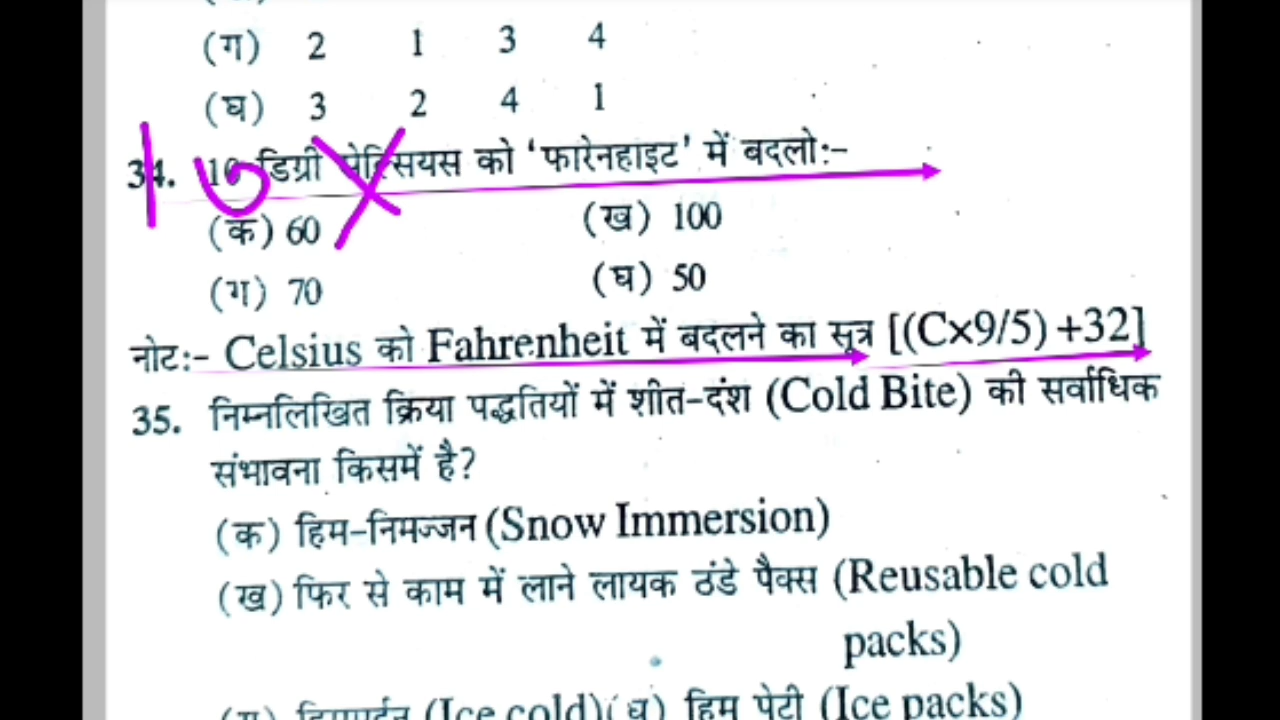 (ग) 2 1 3 4
(घ) 3 2 4 1
34. 10 डिग्री सेल्सियस को ‘फारेनहाइट’ में बदलो:-
(क) 60 (ख) 100
(ग) 70 (घ) 50
नोट:- Celsius को Fahrenheit में बदलने का सूत्र [(C×9/5) +32]
35. निम्नलिखित क्रिया पद्धतियों में शीत-दंश (Cold Bite) की सर्वाधिक
संभावना किसमें है?
(क) हिम-निमज्जन (Snow Immersion)
(ख) फिर से काम में लाने लायक ठंडे पैक्स (Reusable cold
packs)
(Ice cold) (घ) हिम पेटी (Ice packs)